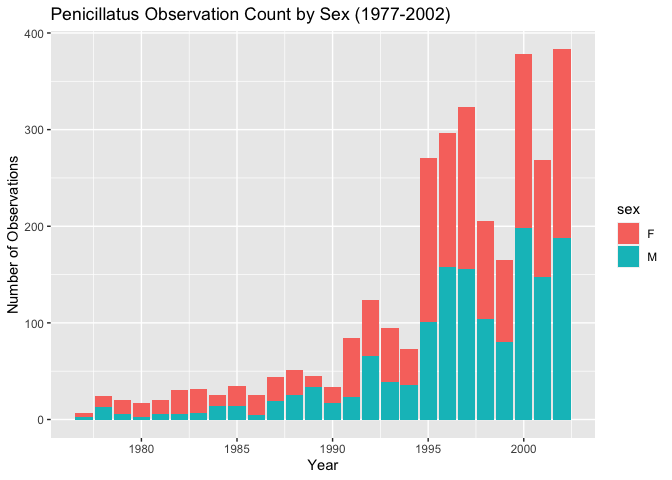 Penicillatus Observation Count by Sex (1977-2002)
400
300
200
100
0
Number of Observations
1980
1985
1990
1995
2000
Year
sex
F
M